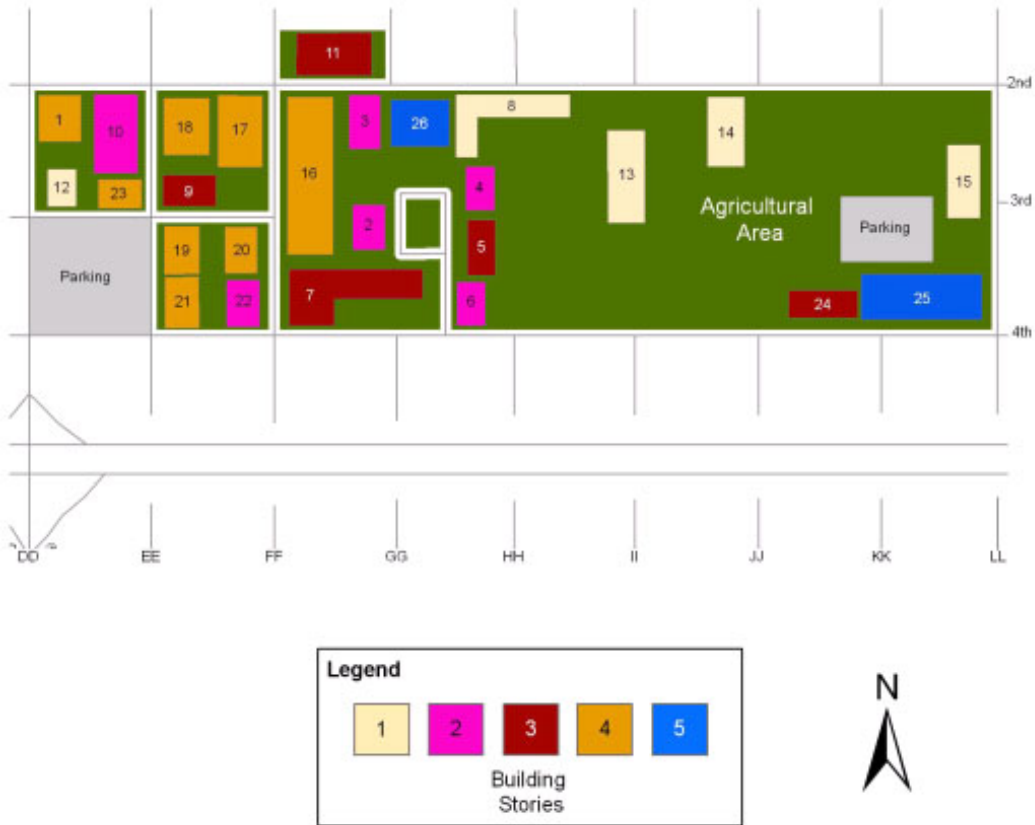 11
2nd
1
10
18
17
16
3
26
8
14
13
15
12
23
9
4
3rd
2
Agricultural
Area
Parking
19
20
5
Parking
21
22
7
6
24
25
4th
DD
EE
FF
GG
HH
II
JJ
KK
LL
Legend
1
2
3
4
5
Building
Stories
N